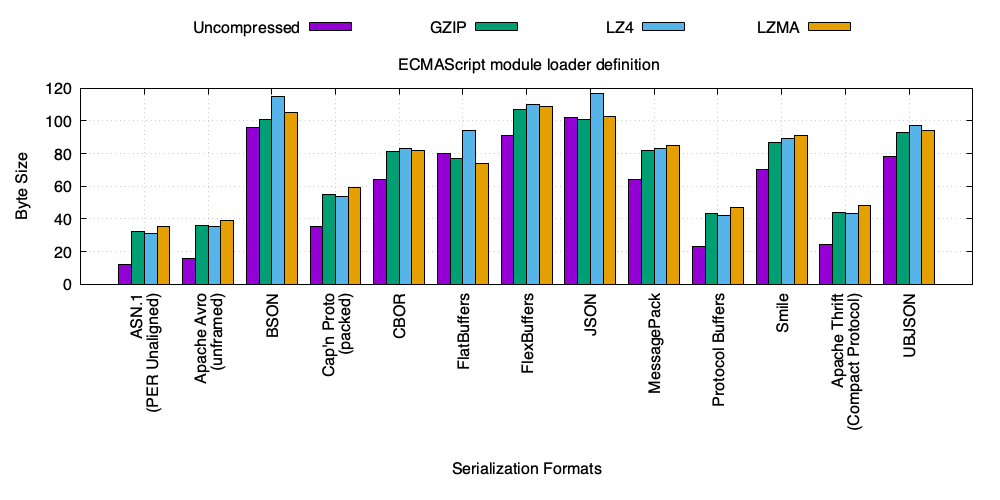 Uncompressed GZIP LZ4 LZMA
ECMAScript module loader definition
Byte Size
120
100
80
60
40
20
0
ASN.1
(PER Unaligned)
Apache Avro
(unframed)
BSON
Cap'n Proto
(packed)
CBOR
FlatBuffers
FlexBuffers
JSON
MessagePack
Protocol Buffers
Smile
Apache Thrift
(Compact Protocol)
UBJSON
Serialization Formats